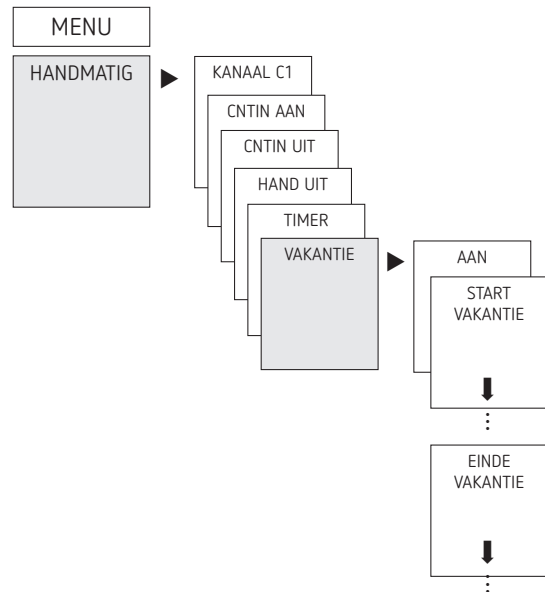 MENU
HANDMATIG
KANAAL C1
CNTIN AAN
CNTIN UIT
HAND UIT
TIMER
VAKANTIE
AAN
START
VAKANTIE
EINDE
VAKANTIE